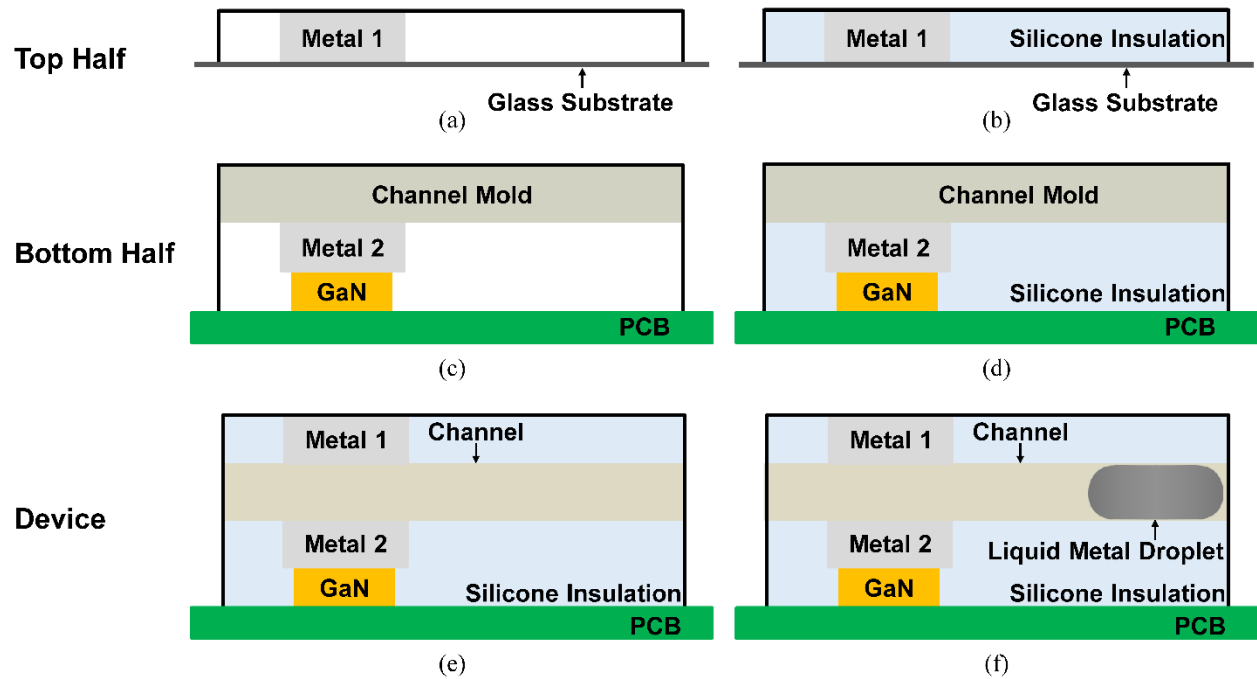 Top Half
Metal 1
Glass Substrate
(a)
Metal 1
Silicone Insulation
Glass Substrate
(b)
Bottom Half
Channel Mold
Metal 2
GaN
PCB
(c)
Channel Mold
Metal 2
GaN
Silicone Insulation
PCB
(d)
Device
Metal 1
Channel
Metal 2
GaN
Silicone Insulation
PCB
(e)
Metal 1
Channel
Metal 2
Liquid Metal Droplet
GaN
Silicone Insulation
PCB
(f)